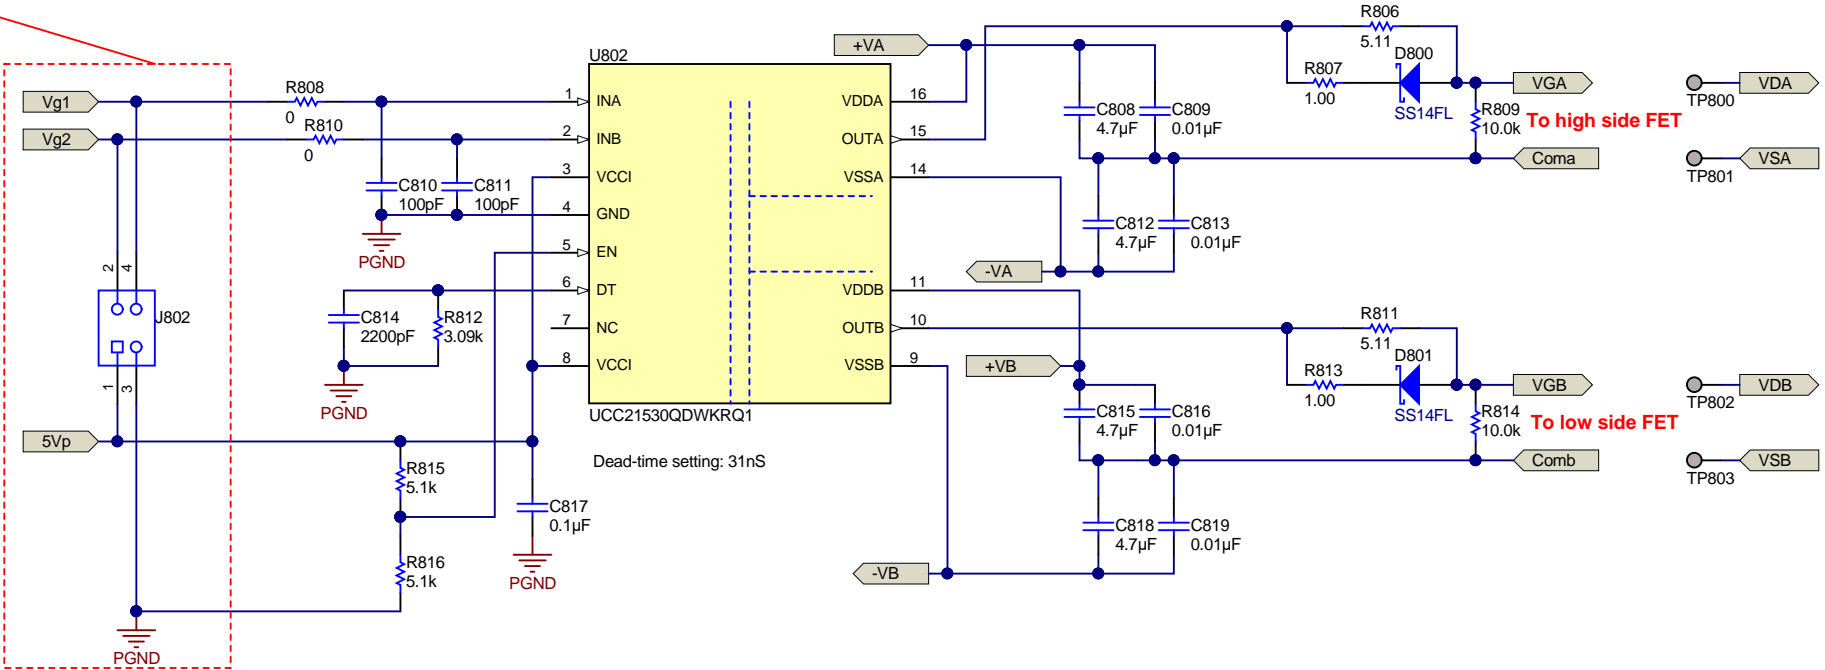 R806
5.11
+VA
U802
D800
R807
1.00
VGA
VDA
TP800
SS14FL
R809
10.0k
To high side FET
Vg1
R808
0
1
INA
VDDA
16
C808
4.7µF
C809
0.01µF
Vg2
R810
0
2
INB
OUTA
15
Coma
VSA
TP801
3
VCCI
VSSA
14
C810
100pF
C811
100pF
4
GND
C812
4.7µF
C813
0.01µF
PGND
5
EN
-VA
2
4
6
DT
VDDB
11
J802
C814
2200pF
R812
3.09k
7
NC
OUTB
10
R811
5.11
8
VCCI
VSSB
9
+VB
D801
R813
1.00
VGB
VDB
TP802
1
3
PGND
UCC21530QDWKRQ1
C815
4.7µF
C816
0.01µF
SS14FL
R814
10.0k
To low side FET
5Vp
Dead-time setting: 31nS
Comb
VSB
TP803
R815
5.1k
C817
0.1µF
C818
4.7µF
C819
0.01µF
R816
5.1k
PGND
-VB
PGND